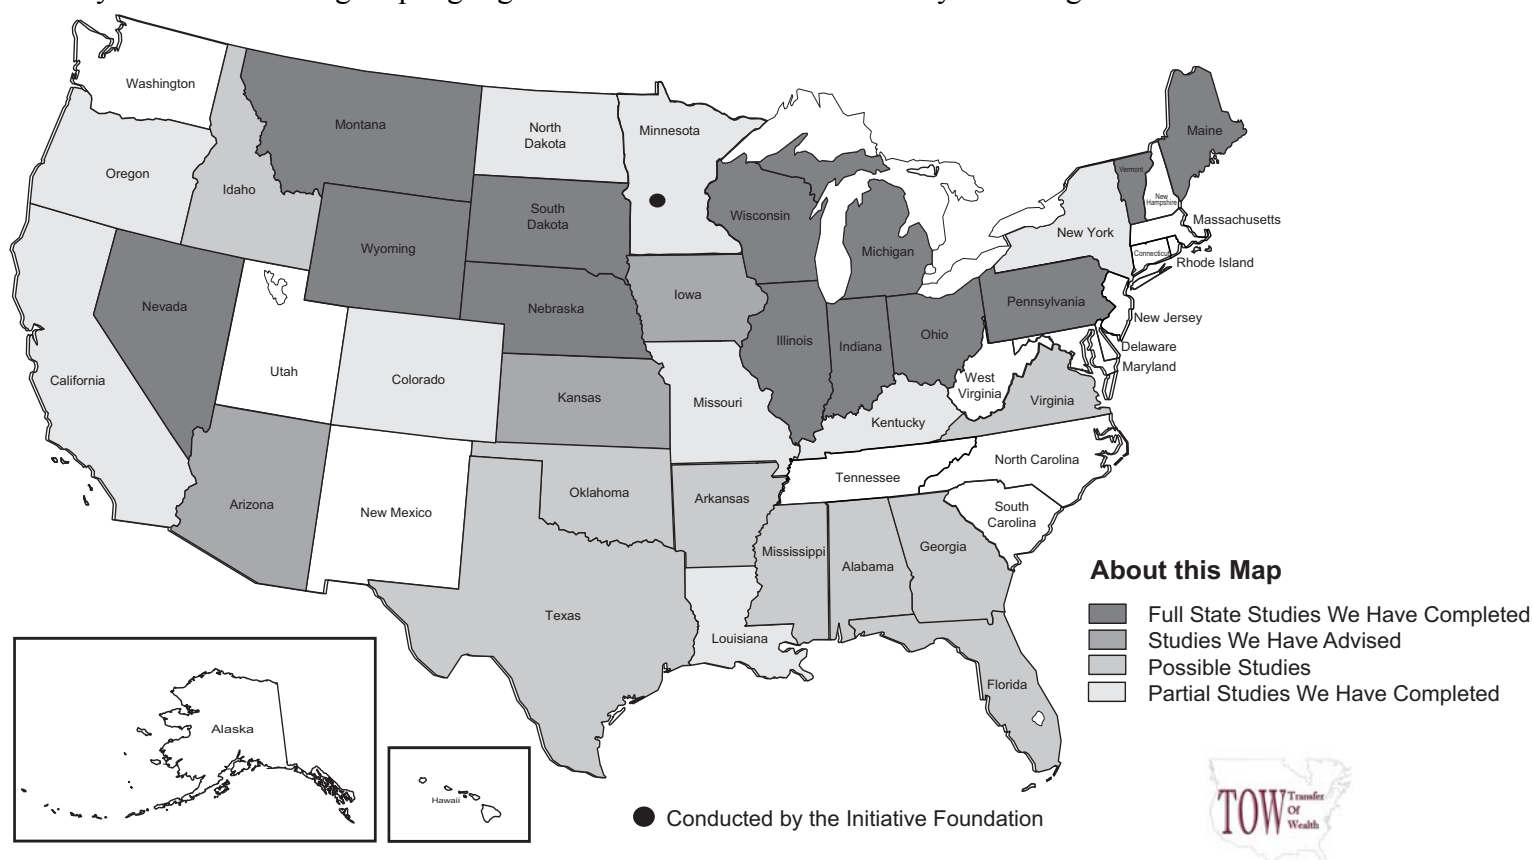 Washington
Montana
North
Dakota
Minnesota
Maine
Oregon
Idaho
Vermont
New
Hampshire
South
Dakota
Wisconsin
Massachusetts
Wyoming
Michigan
New York
Connecticut
Rhode Island
Nevada
Nebraska
Iowa
Pennsylvania
Illinois
Indiana
Ohio
New Jersey
Delaware
Maryland
California
Utah
Colorado
Kansas
Missouri
West
Virginia
Virginia
Kentucky
North Carolina
Tennessee
Arizona
New Mexico
Oklahoma
Arkansas
South
Carolina
Mississippi
Alabama
Georgia
Texas
Louisiana
Florida
Alaska
Hawaii
About this Map
Full State Studies We Have Completed
Studies We Have Advised
Possible Studies
Partial Studies We Have Completed
Conducted by the Initiative Foundation
TOW
Transfer
Of
Wealth